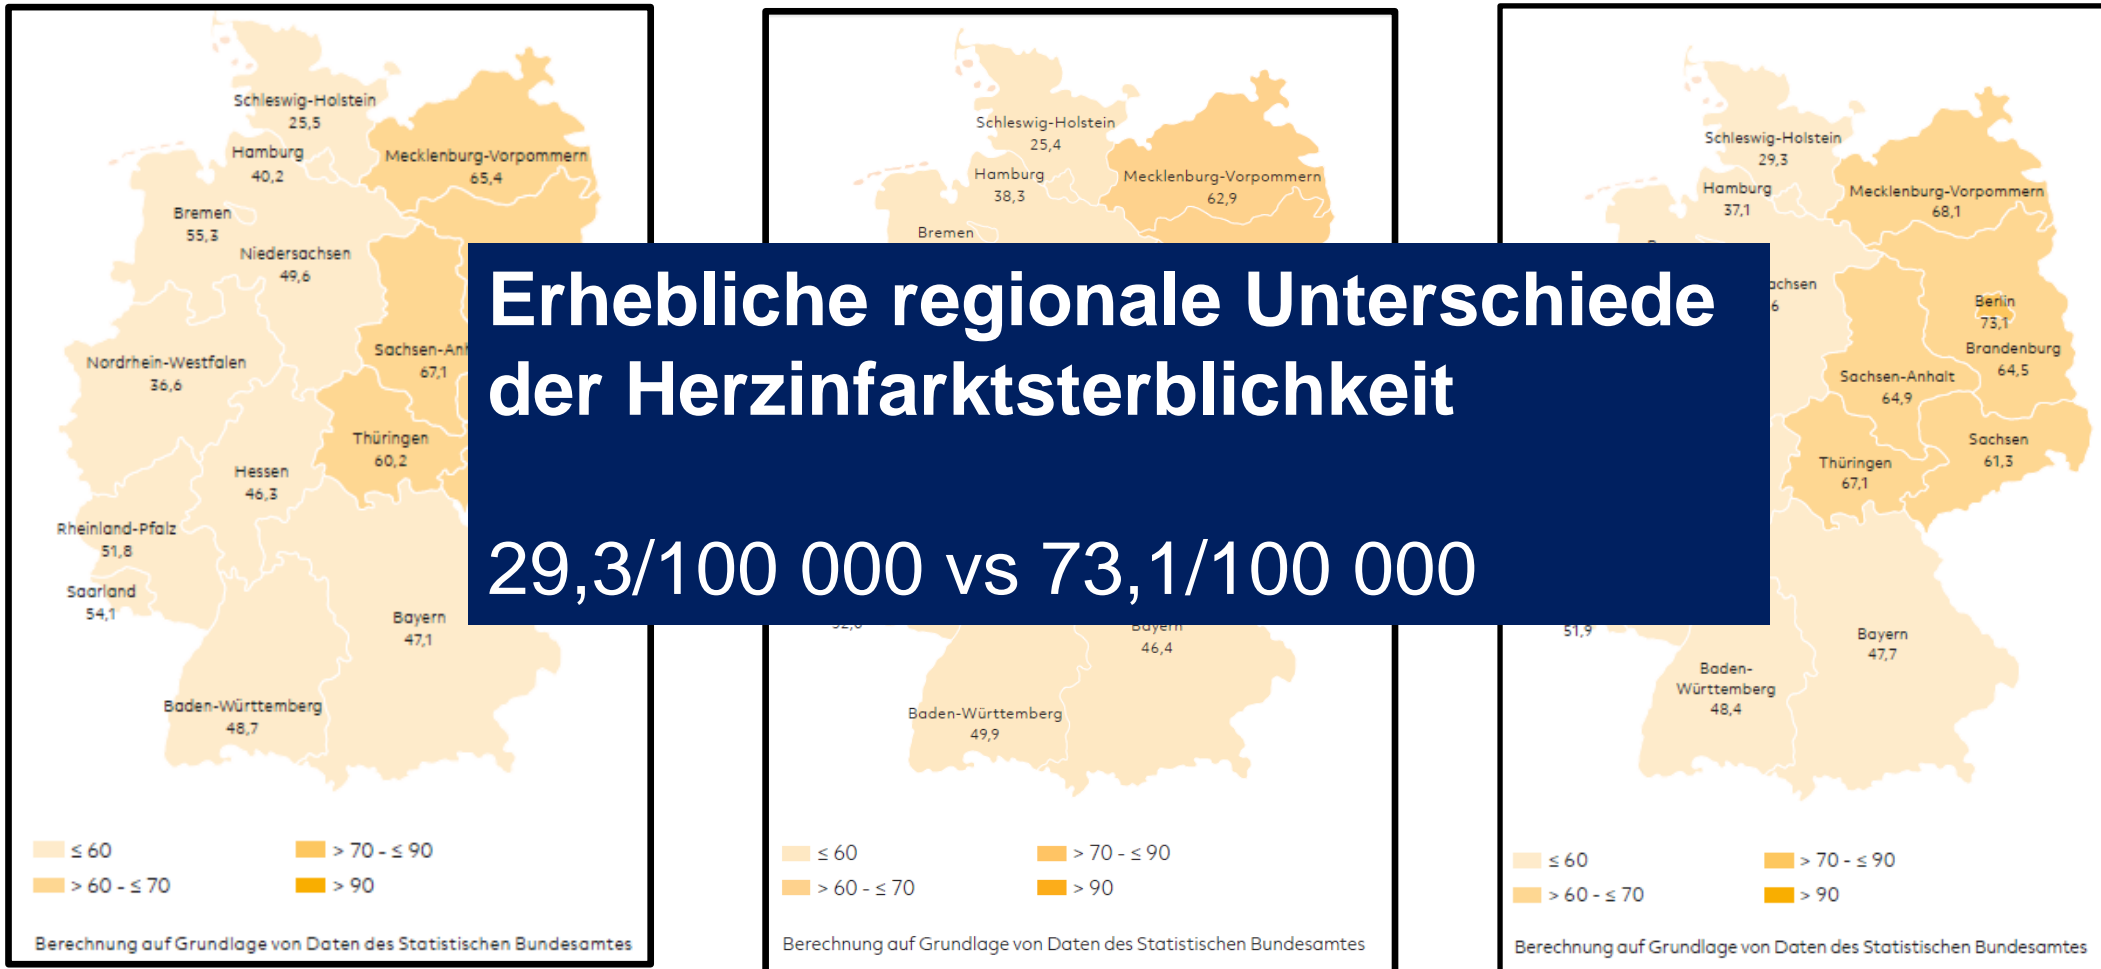 Schleswig-Holstein
25,5
Hamburg
40,2
Mecklenburg-Vorpommern
65,4
Bremen
55,3
Niedersachsen
49,6
Nordrhein-Westfalen
36,6
67,1
Thüringen
60,2
Hessen
46,3
Rheinland-Pfalz
51,8
Saarland
54,1
Bayern
47,1
Baden-Württemberg
48,7
≤ 60
> 70 - ≤ 90
> 60 - ≤ 70
> 90
Berechnung auf Grundlage von Daten des Statistischen Bundesamtes
Schleswig-Holstein
25,4
Hamburg
38,3
Mecklenburg-Vorpommern
62,9
Bremen
Erhebliche regionale Unterschiede
der Herzinfarktsterblichkeit
29,3/100 000 vs 73,1/100 000
Bayern
46,4
Baden-Württemberg
49,9
≤ 60
> 70 - ≤ 90
> 60 - ≤ 70
> 90
Berechnung auf Grundlage von Daten des Statistischen Bundesamtes
Schleswig-Holstein
29,3
Hamburg
37,1
Mecklenburg-Vorpommern
68,1
Berlin
73,1
Brandenburg
64,5
Sachsen-Anhalt
64,9
Sachsen
61,3
Thüringen
67,1
51,9
Bayern
47,7
Baden-
Württemberg
48,4
≤ 60
> 70 - ≤ 90
> 60 - ≤ 70
> 90
Berechnung auf Grundlage von Daten des Statistischen Bundesamtes